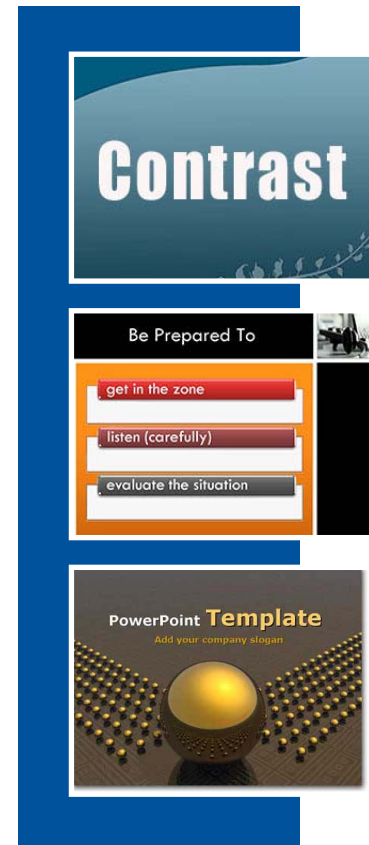 Contrast
Be Prepared To
get in the zone
listen (carefully)
evaluate the situation
PowerPoint Template
Add your company slogan